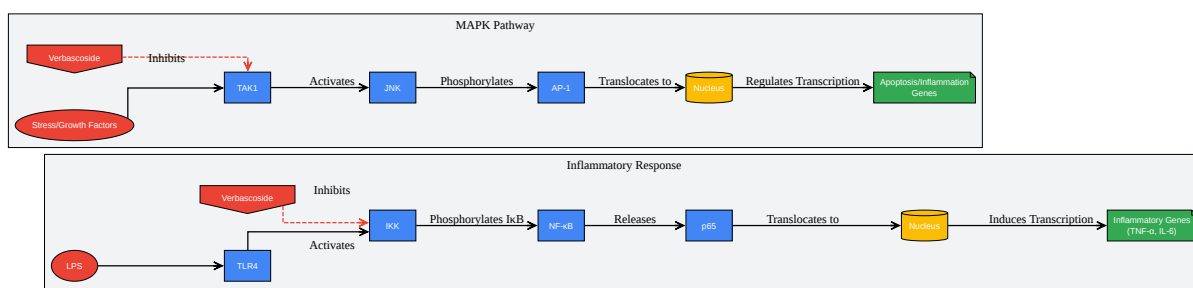 MAPK Pathway
Verbascoside
Inhibits
TAK1
Activates
JNK
Phosphorylates
AP-1
Translocates to
Nucleus
Regulates Transcription
Apoptosis/Inflammation
Genes
Stress/Growth Factors
Inflammatory Response
Verbascoside
Inhibits
IKK
Phosphorylates IκB
NF-κB
Releases
p65
Translocates to
Nucleus
Induces Transcription
Inflammatory Genes
(TNF-α, IL-6)
Activates
LPS
TLR4